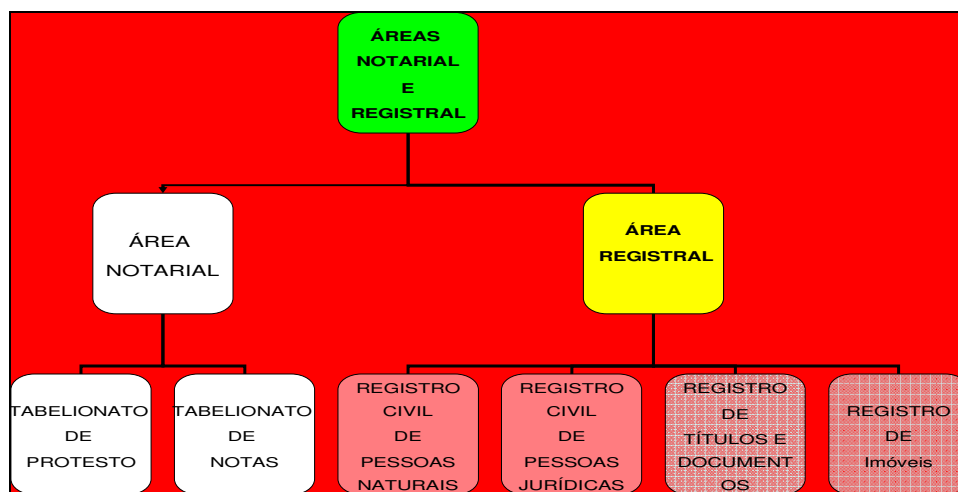 ÁREAS
NOTARIAL
E
REGISTRAL
ÁREA
NOTARIAL
ÁREA
REGISTRAL
TABELIONATO
DE
PROTESTO
TABELIONATO
DE
NOTAS
REGISTRO
CIVIL
DE
PESSOAS
NATURAIS
REGISTRO
CIVIL
DE
PESSOAS
JURÍDICAS
REGISTRO
DE
TÍTULOS E
DOCUMENT
OS
REGISTRO
DE
Imóveis